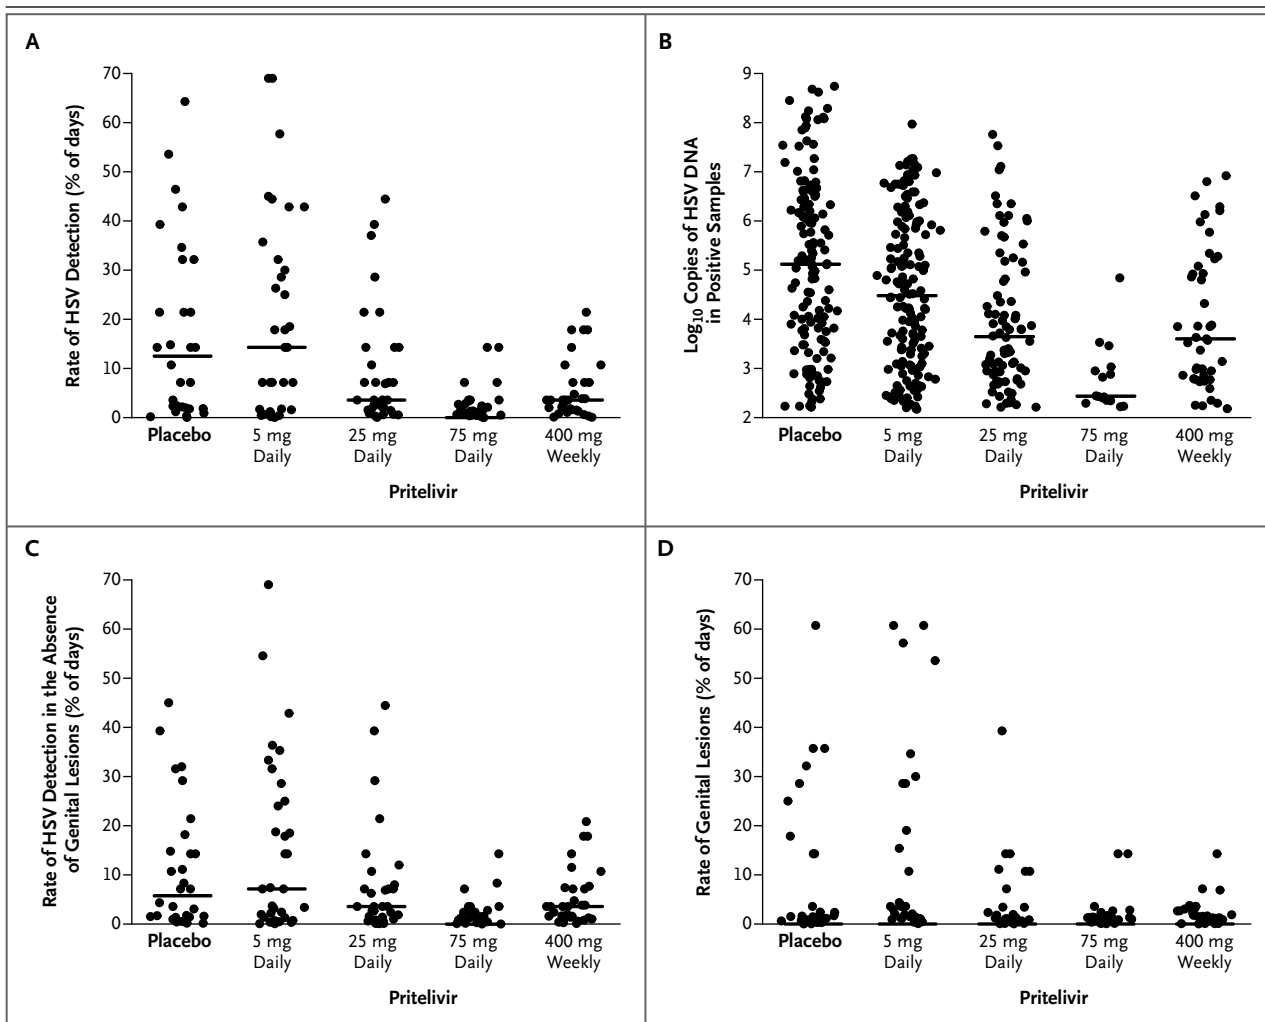 A
Rate of HSV Detection (% of days)
70
60
50
40
30
20
10
0
Placebo
5 mg
Daily
25 mg
Daily
75 mg
Daily
400 mg
Weekly
Pritelivir
B
Log10 Copies of HSV DNA
in Positive Samples
9
8
7
6
5
4
3
2
Placebo
5 mg
Daily
25 mg
Daily
75 mg
Daily
400 mg
Weekly
Pritelivir
C
Rate of HSV Detection in the Absence
of Genital Lesions (% of days)
70
60
50
40
30
20
10
0
Placebo
5 mg
Daily
25 mg
Daily
75 mg
Daily
400 mg
Weekly
Pritelivir
D
Rate of Genital Lesions (% of days)
70
60
50
40
30
20
10
0
Placebo
5 mg
Daily
25 mg
Daily
75 mg
Daily
400 mg
Weekly
Pritelivir